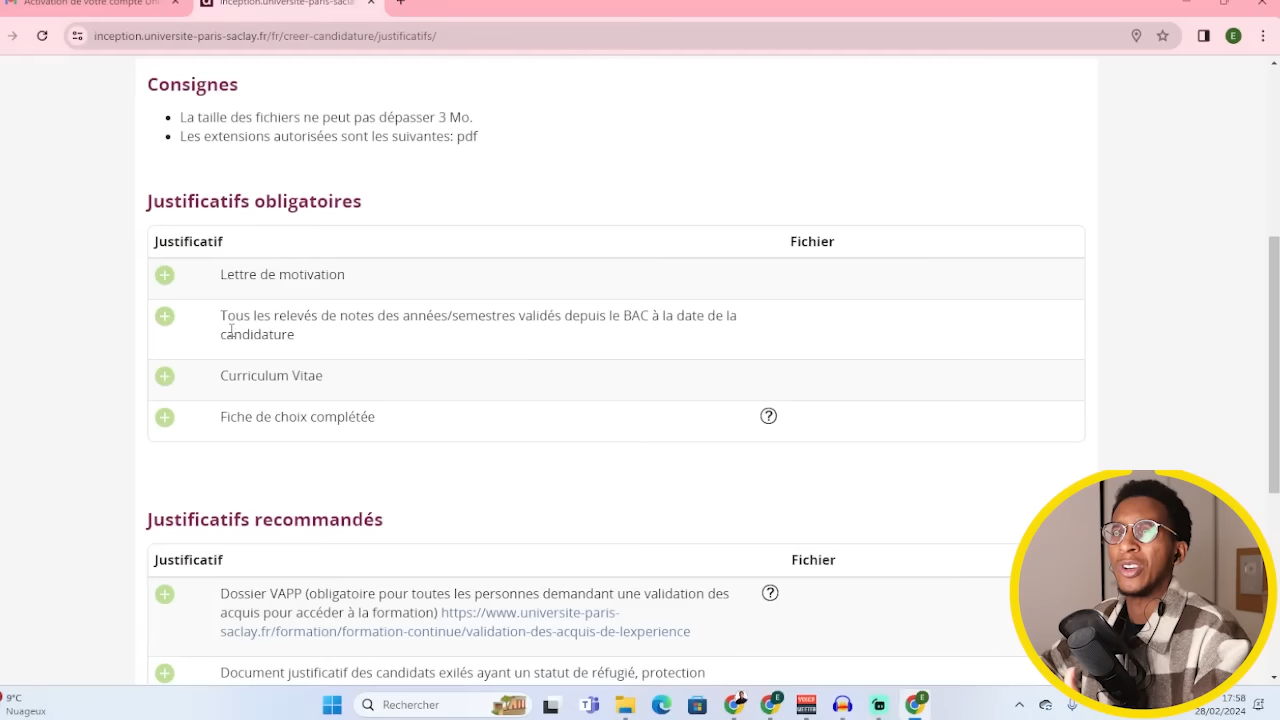 Activation de votre compte Un
inception.universite-paris-sacla
inception.universite-paris-saclay.fr/fr/creer-candidature/justificatifs/
E
Consignes
La taille des fichiers ne peut pas dépasser 3 Mo.
Les extensions autorisées sont les suivantes: pdf
Justificatifs obligatoires
Justificatif Fichier
Lettre de motivation
Tous les relevés de notes des années/semestres validés depuis le BAC à la date de la
candidature
Curriculum Vitae
Fiche de choix complétée
Justificatifs recommandés
Justificatif Fichier
Dossier VAPP (obligatoire pour toutes les personnes demandant une validation des
acquis pour accéder à la formation) https://www.universite-paris-
saclay.fr/formation/formation-continue/validation-des-acquis-de-lexperience
Document justificatif des candidats exilés ayant un statut de réfugié, protection
9°C
Nuageux
Rechercher
17:58
28/02/2024